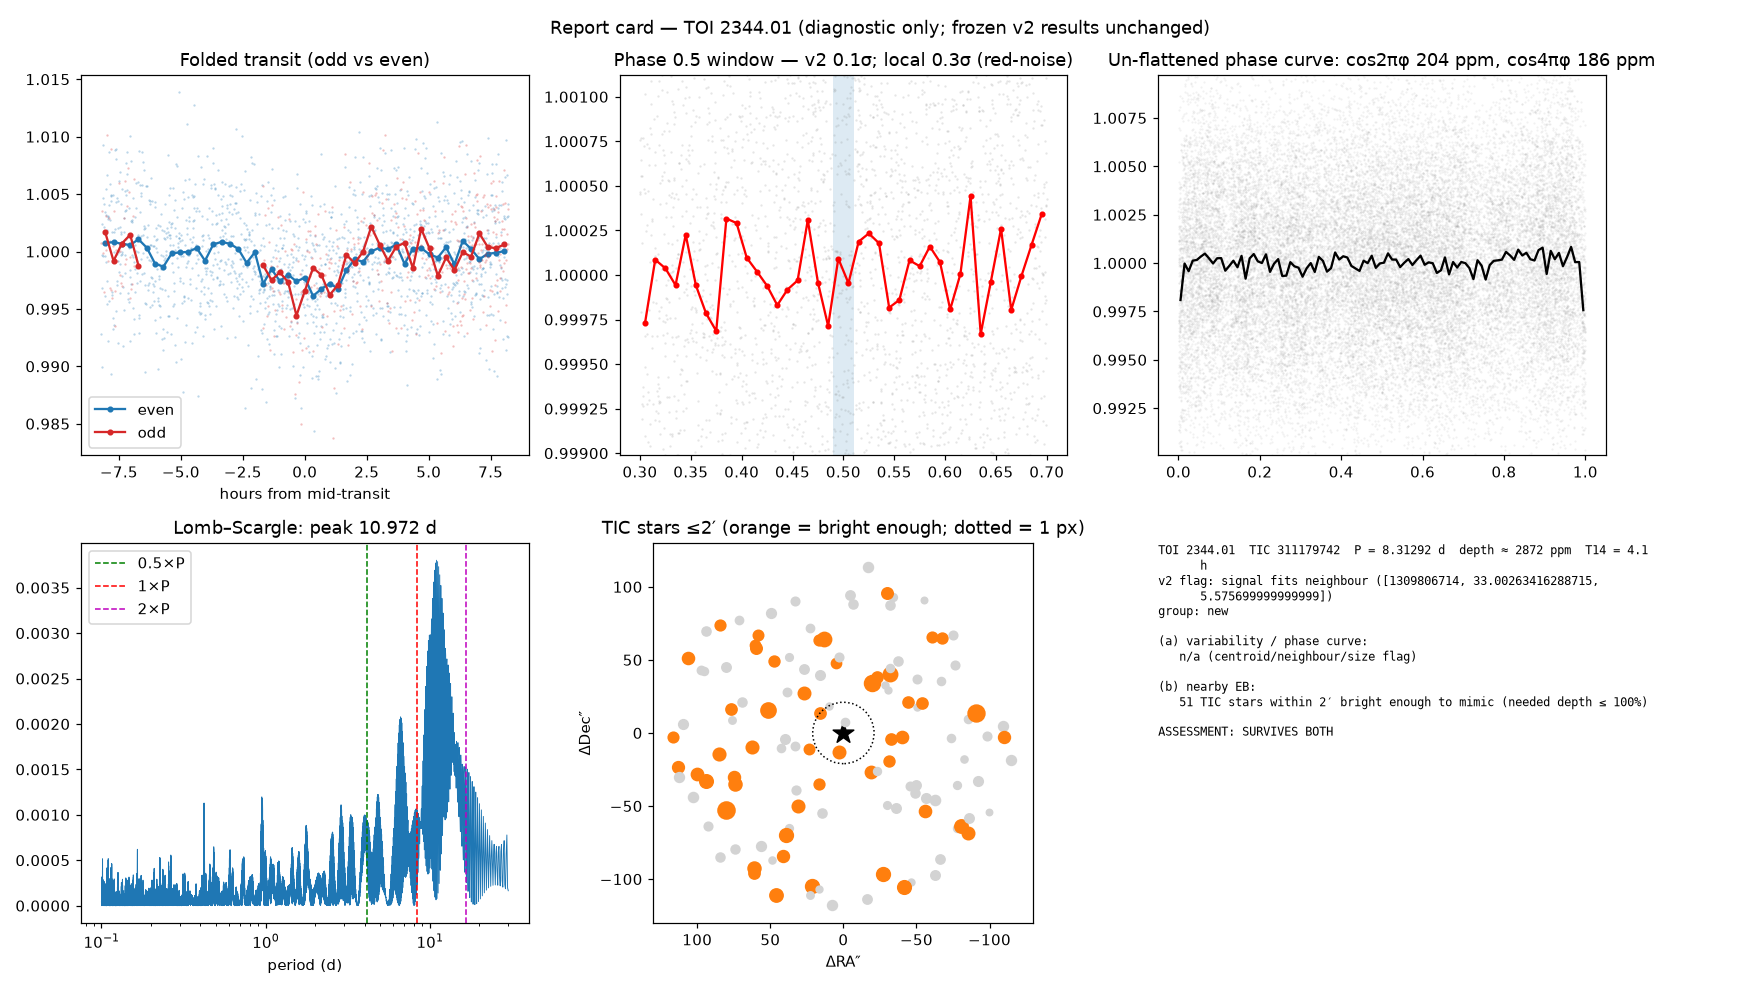 Report card — TOI 2344.01 (diagnostic only; frozen v2 results unchanged)
Folded transit (odd vs even)
1.015
1.010
1.005
1.000
0.995
0.990
0.985
even
odd
−7.5
−5.0
−2.5
0.0
2.5
5.0
7.5
hours from mid-transit
Phase 0.5 window — v2 0.1σ; local 0.3σ (red-noise)
1.00100
1.00075
1.00050
1.00025
1.00000
0.99975
0.99950
0.99925
0.99900
0.30
0.35
0.40
0.45
0.50
0.55
0.60
0.65
0.70
Un-flattened phase curve: cos2πφ 204 ppm, cos4πφ 186 ppm
1.0075
1.0050
1.0025
1.0000
0.9975
0.9950
0.9925
0.0
0.2
0.4
0.6
0.8
1.0
Lomb–Scargle: peak 10.972 d
0.0035
0.0030
0.0025
0.0020
0.0015
0.0010
0.0005
0.0000
0.5×P
1×P
2×P
10⁻¹
10⁰
10¹
period (d)
TIC stars ≤2′ (orange = bright enough; dotted = 1 px)
ΔDec″
100
50
0
−50
−100
100
50
0
−50
−100
ΔRA″
TOI 2344.01  TIC 311179742  P = 8.31292 d  depth ≈ 2872 ppm  T14 = 4.1
h
v2 flag: signal fits neighbour ([1309806714, 33.00263416288715,
5.575699999999999])
group: new
(a) variability / phase curve:
n/a (centroid/neighbour/size flag)
(b) nearby EB:
51 TIC stars within 2′ bright enough to mimic (needed depth ≤ 100%)
ASSESSMENT: SURVIVES BOTH